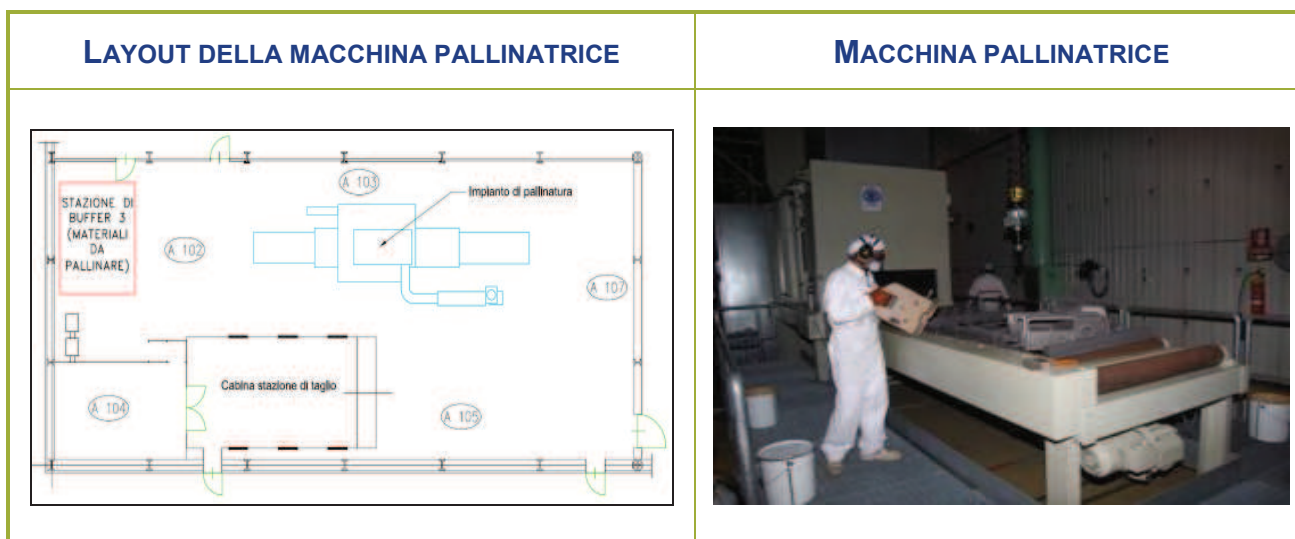 LAYOUT DELLA MACCHINA PALLINATRICE
MACCHINA PALLINATRICE
A 103
Impianto di pallinatura
STAZIONE DI
BUFFER 3
(MATERIALI
DA
PALLINARE)
A 102
A 107
Cabina stazione di taglio
A 104
A 105